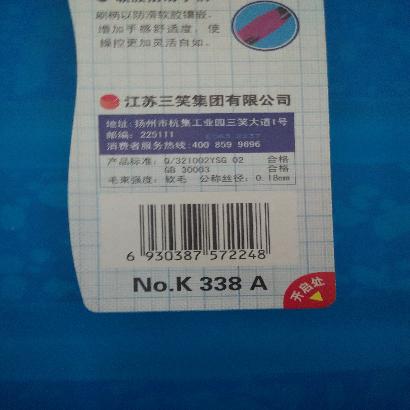 刷柄以防滑软胶镶嵌,
增加手感舒适度, 使
操控更加灵活自如.
江苏三笑集团有限公司
地址: 扬州市杭集工业园三笑大道1号
邮编: 225111
消费者服务热线: 400 859 9696
产品标准: Q/321002YSG 02 合格
GB 30003 合格
毛束强度: 软毛 公称丝径: 0.18mm
6 930387 572248
No.K 338 A
开启处